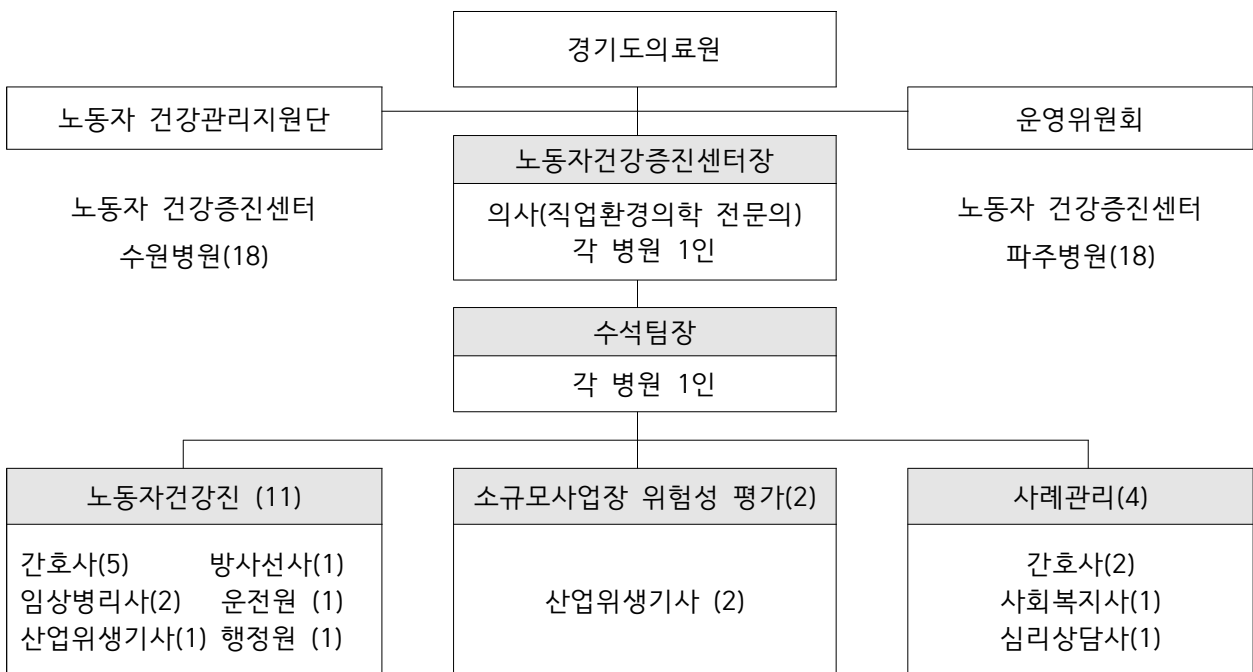 경기도의료원
노동자 건강관리지원단
운영위원회
노동자건강증진센터장
의사(직업환경의학 전문의)
각 병원 1인
노동자 건강증진센터
수원병원(18)
노동자 건강증진센터
파주병원(18)
수석팀장
각 병원 1인
노동자건강진 (11)
간호사(5) 방사선사(1)
임상병리사(2) 운전원 (1)
산업위생기사(1) 행정원 (1)
소규모사업장 위험성 평가(2)
산업위생기사 (2)
사례관리(4)
간호사(2)
사회복지사(1)
심리상담사(1)